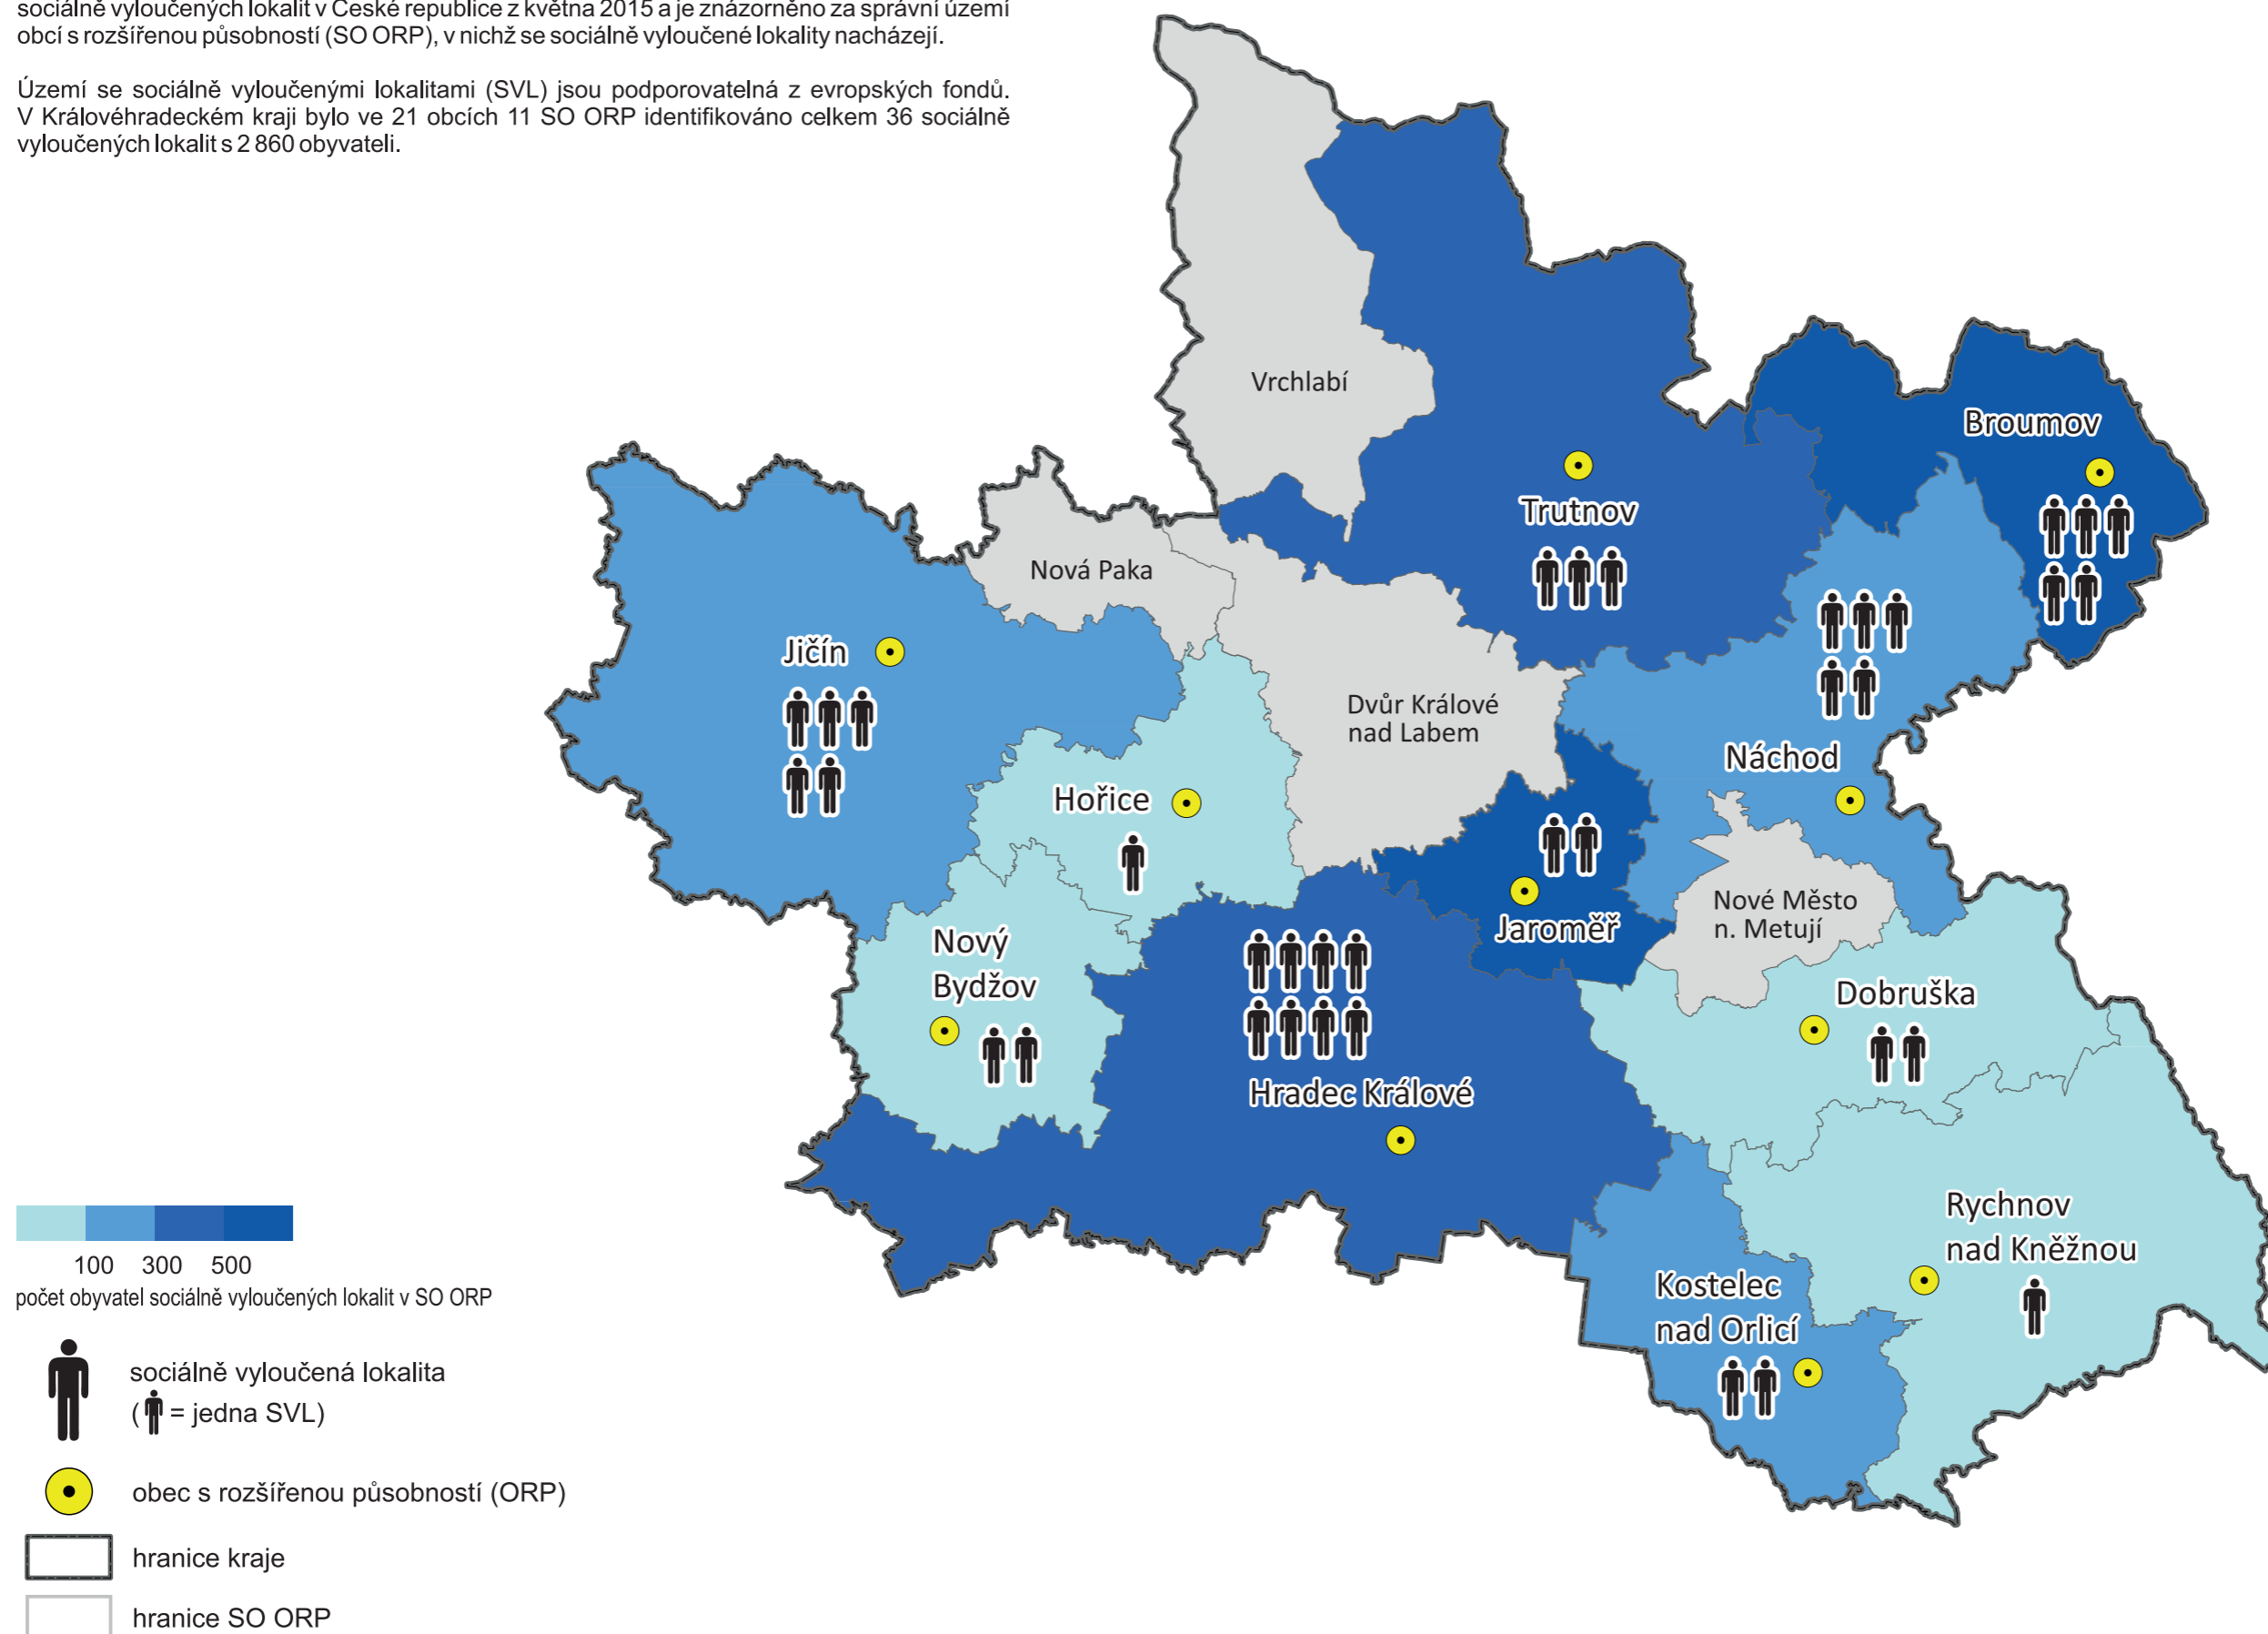 sociálně vyloučených lokalit v České republice z května 2015 a je znázorněno za správní území
obcí s rozšířenou působností (SO ORP), v nichž se sociálně vyloučené lokality nacházejí.
Území se sociálně vyloučenými lokalitami (SVL) jsou podporovatelná z evropských fondů.
V Královéhradeckém kraji bylo ve 21 obcích 11 SO ORP identifikováno celkem 36 sociálně
vyloučených lokalit s 2 860 obyvateli.
Vrchlabí
Broumov
Trutnov
Nová Paka
Jičín
Dvůr Králové
nad Labem
Náchod
Hořice
Nové Město
n. Metují
Jaroměř
Nový
Bydžov
Dobruška
Hradec Králové
Rychnov
nad Kněžnou
Kostelec
nad Orlicí
100 300 500
počet obyvatel sociálně vyloučených lokalit v SO ORP
sociálně vyloučená lokalita
( = jedna SVL)
obec s rozšířenou působností (ORP)
hranice kraje
hranice SO ORP